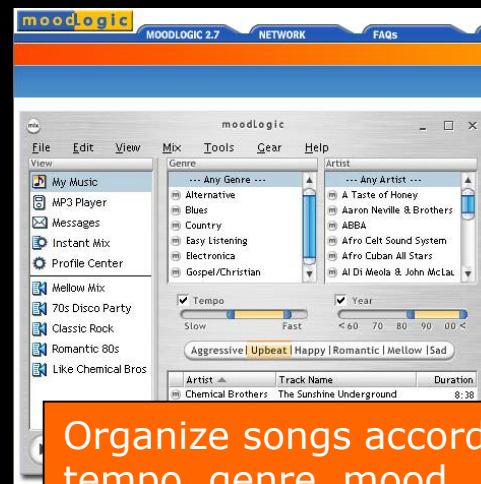 moodlogic
MOODLOGIC 2.7 NETWORK FAQs
mix moodLogic
File Edit View Mix Tools Gear Help
View
My Music
MP3 Player
Messages
Instant Mix
Profile Center
Mellow Mix
70s Disco Party
Classic Rock
Romantic 80s
Like Chemical Bros
Genre
--- Any Genre ---
Alternative
Blues
Country
Easy Listening
Electronica
Gospel/Christian
Artist
--- Any Artist ---
A Taste of Honey
Aaron Neville & Brothers
ABBA
Afro Celt Sound System
Afro Cuban All Stars
Al Di Meola & John McLau
Tempo
Slow Fast
Year
< 60 70 80 90 00 <
Aggressive | Upbeat | Happy | Romantic | Mellow | Sad
Artist Track Name Duration
Chemical Brothers The Sunshine Underground 8:38
Organize songs accord
tempo, genre, mood